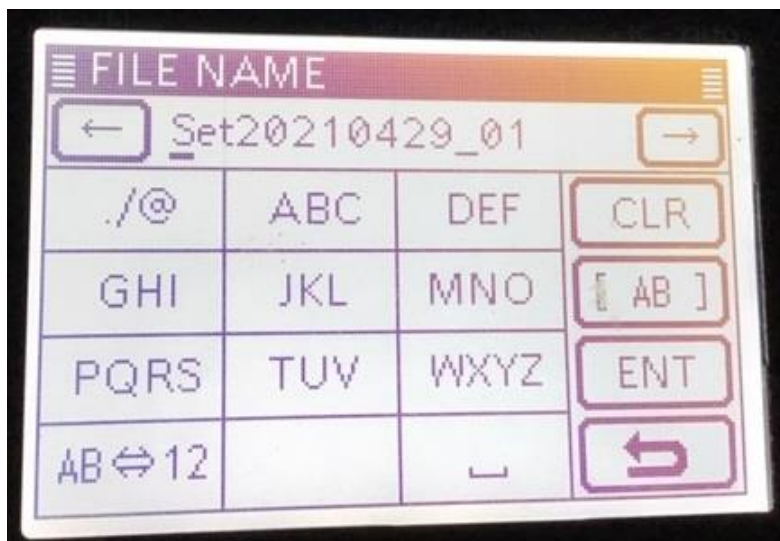 FILE NAME
← Set20210429_01 →
./@ ABC DEF CLR
GHI JKL MNO [ AB ]
PQRS TUV WXYZ ENT
AB⇔12 ⎵